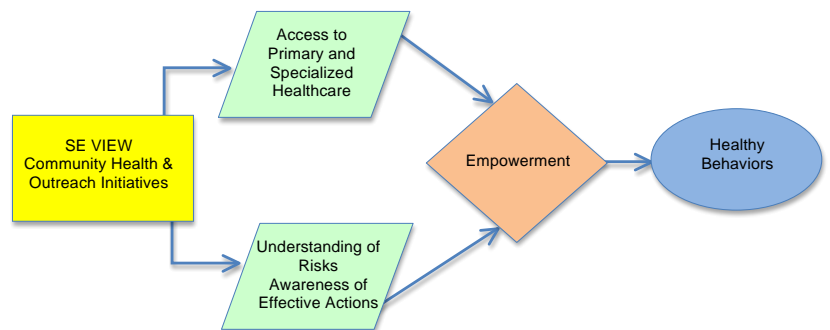 Access to
Primary and
Specialized
Healthcare
SE VIEW
Community Health &
Outreach Initiatives
Empowerment
Healthy
Behaviors
Understanding of
Risks
Awareness of
Effective Actions